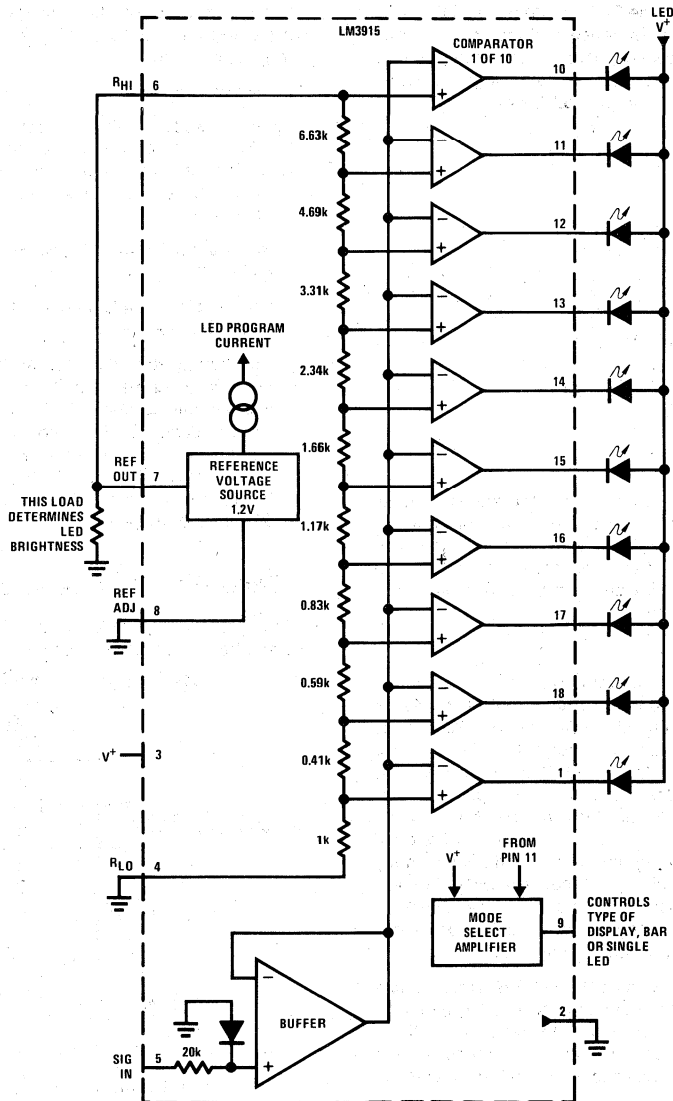 LED
V+
LM3915
COMPARATOR
1 OF 10
RHI
6
10
6.63k
11
4.69k
12
3.31k
13
LED PROGRAM
CURRENT
2.34k
14
1.66k
15
REF
OUT
7
REFERENCE
VOLTAGE
SOURCE
1.2V
THIS LOAD
DETERMINES
LED
BRIGHTNESS
1.17k
16
REF
ADJ
8
0.83k
17
0.59k
18
V+
3
0.41k
1
1k
RLO
4
V+
FROM
PIN 11
MODE
SELECT
AMPLIFIER
9
CONTROLS
TYPE OF
DISPLAY, BAR
OR SINGLE
LED
BUFFER
2
SIG
IN
5
20k